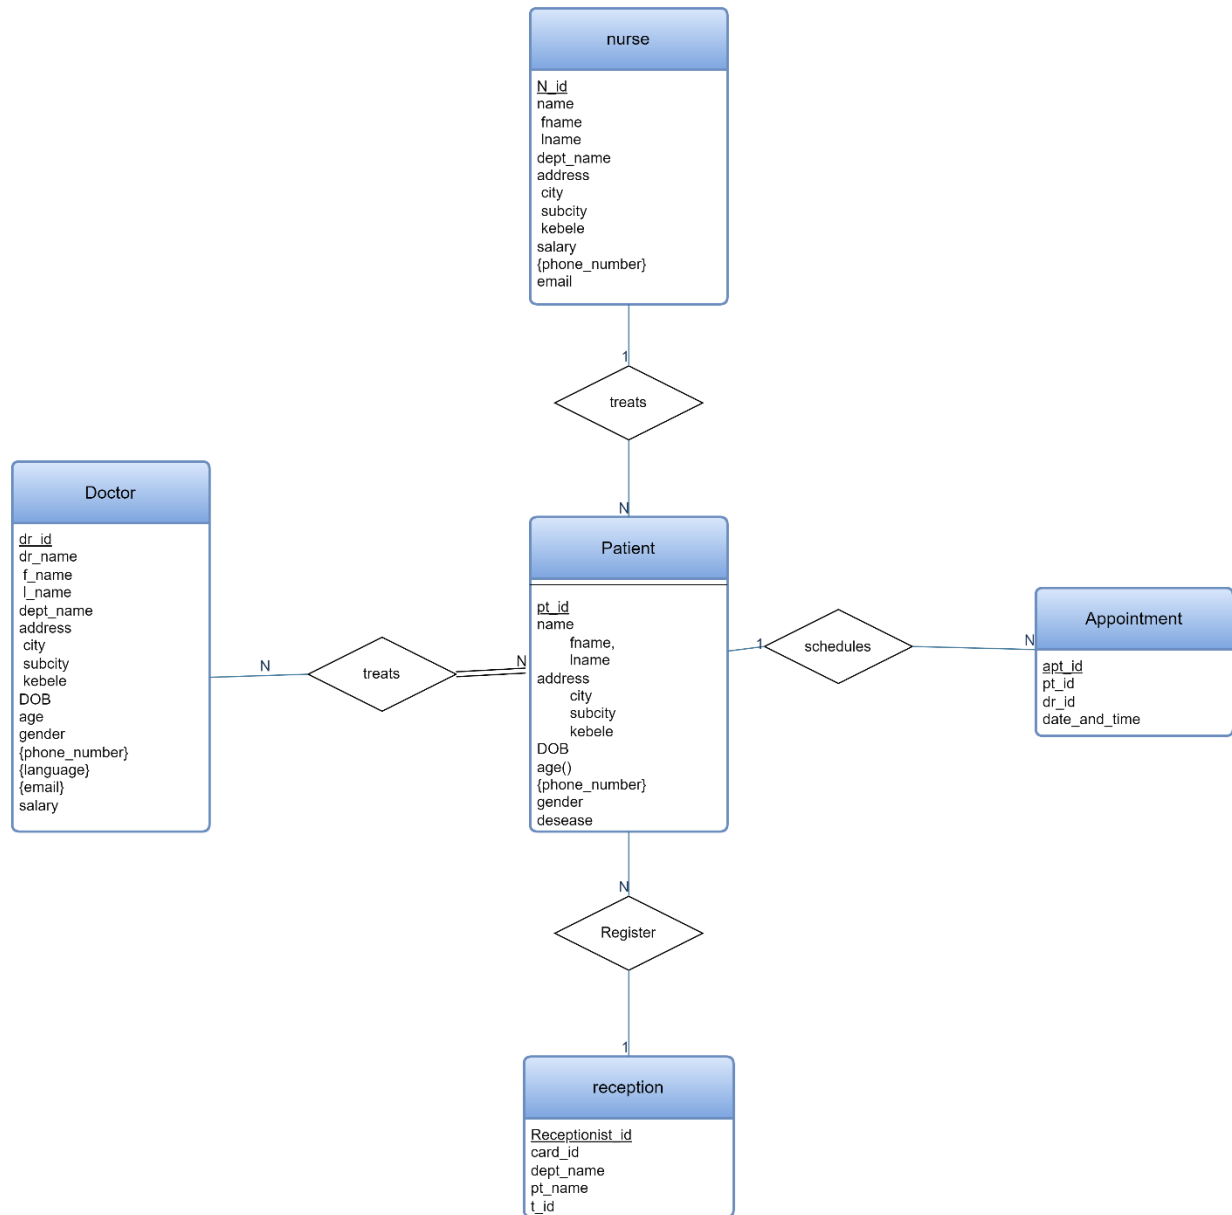 nurse
N_id
name
fname
lname
dept_name
address
city
subcity
kebele
salary
{phone_number}
email
1
treats
N
Doctor
dr_id
dr_name
f_name
l_name
dept_name
address
city
subcity
kebele
DOB
age
gender
{phone_number}
{language}
{email}
salary
N
treats
N
Patient
pt_id
name
fname,
lname
address
city
subcity
kebele
DOB
age()
{phone_number}
gender
desease
1
schedules
N
Appointment
apt_id
pt_id
dr_id
date_and_time
N
Register
1
reception
Receptionist_id
card_id
dept_name
pt_name
t_id